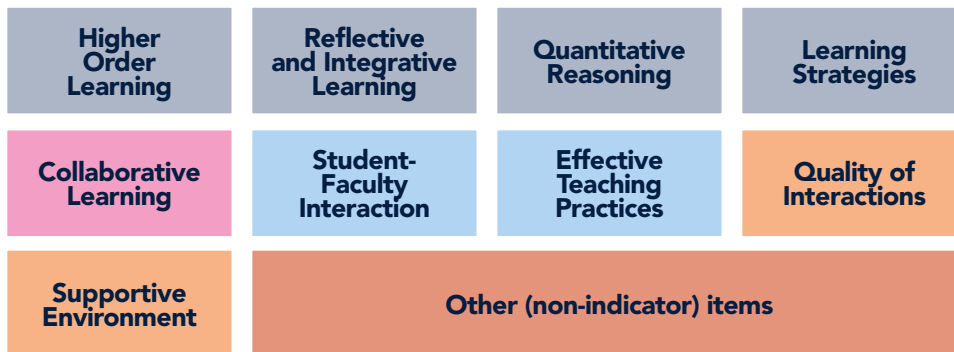 Higher
Order
Learning
Reflective
and Integrative
Learning
Quantitative
Reasoning
Learning
Strategies
Collaborative
Learning
Student-
Faculty
Interaction
Effective
Teaching
Practices
Quality of
Interactions
Supportive
Environment
Other (non-indicator) items